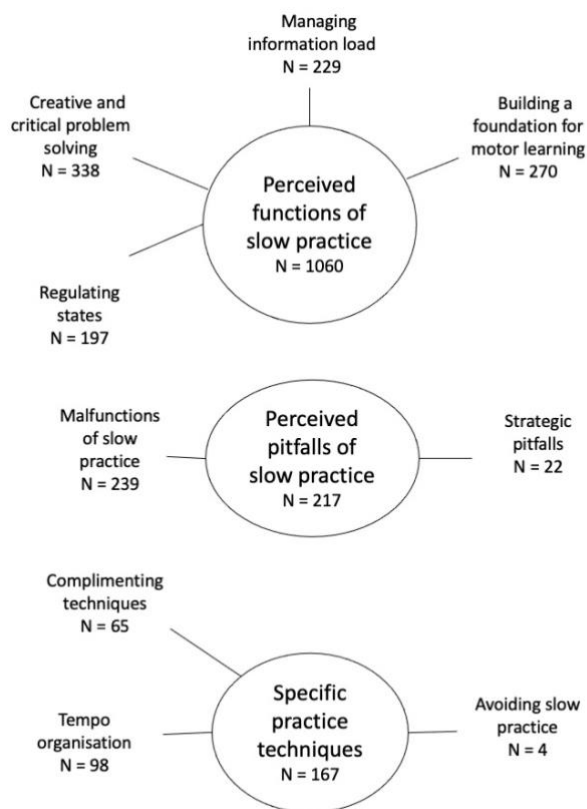 Managing
information load
N = 229
Creative and
critical problem
solving
N = 338
Building a
foundation for
motor learning
N = 270
Perceived
functions of
slow practice
N = 1060
Regulating
states
N = 197
Malfunctions
of slow
practice
N = 239
Perceived
pitfalls of
slow practice
N = 217
Strategic
pitfalls
N = 22
Complimenting
techniques
N = 65
Tempo
organisation
N = 98
Specific
practice
techniques
N = 167
Avoiding slow
practice
N = 4